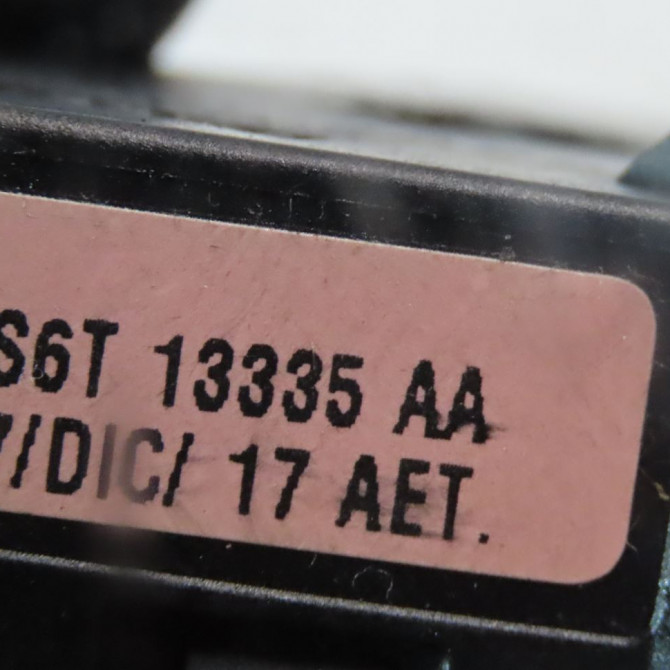 S6T 13335 AA
/DIC/ 17 AET.